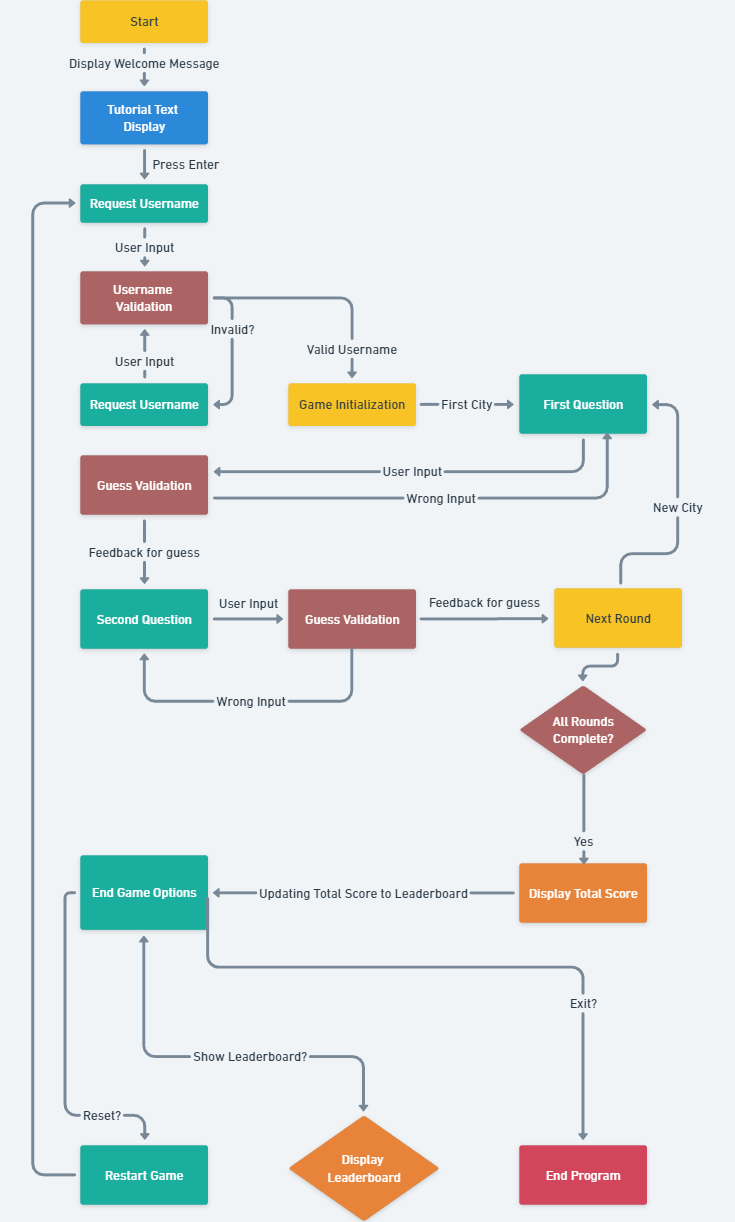 Start
Display Welcome Message
Tutorial Text
Display
Press Enter
Request Username
User Input
Username
Validation
Invalid?
Valid Username
User Input
Request Username
Game Initialization
First City
First Question
User Input
Guess Validation
Wrong Input
New City
Feedback for guess
Second Question
User Input
Guess Validation
Feedback for guess
Next Round
Wrong Input
All Rounds
Complete?
Yes
End Game Options
Updating Total Score to Leaderboard
Display Total Score
Exit?
Show Leaderboard?
Reset?
Restart Game
Display
Leaderboard
End Program